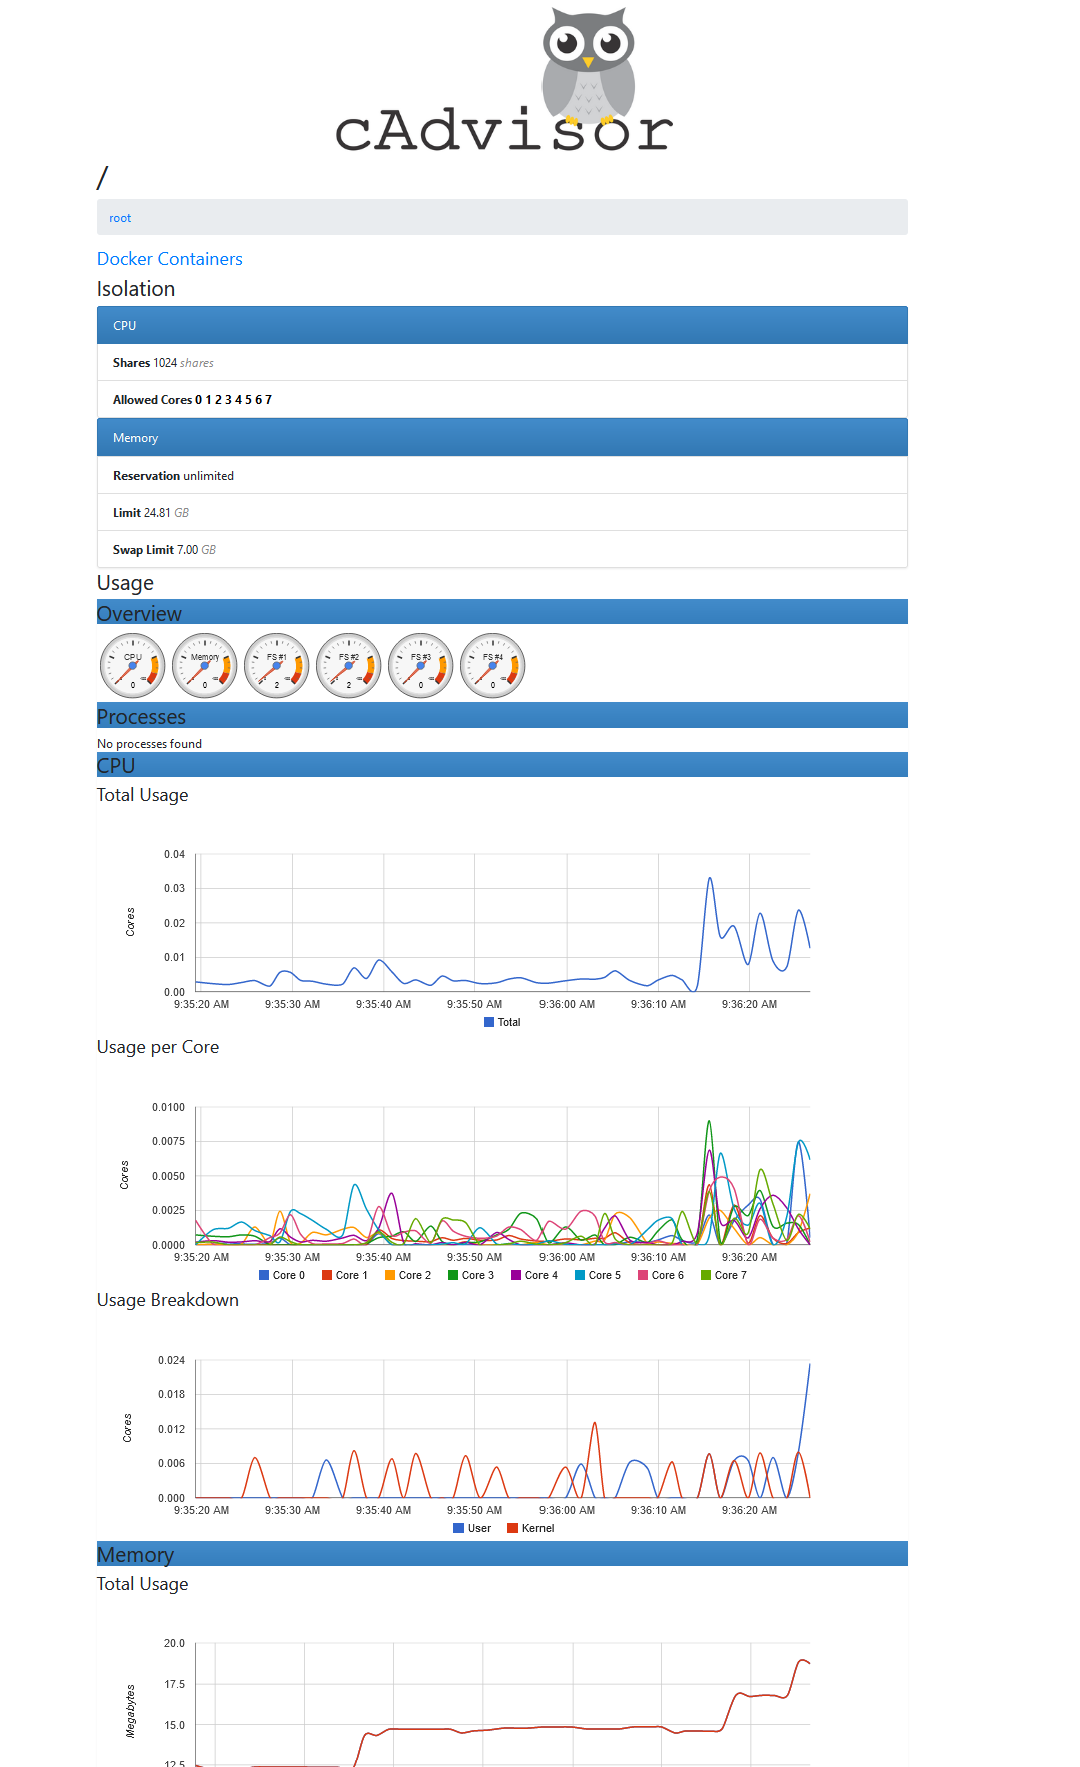 cAdvisor
/
root
Docker Containers
Isolation
CPU
Shares 1024 shares
Allowed Cores 0 1 2 3 4 5 6 7
Memory
Reservation unlimited
Limit 24.81 GB
Swap Limit 7.00 GB
Usage
Overview
CPU Memory FS #1 FS #2 FS #3 FS #4
0 0 2 2 0 0
Processes
No processes found
CPU
Total Usage
0.04
0.03
0.02
0.01
0.00
Cores
9:35:20 AM 9:35:30 AM 9:35:40 AM 9:35:50 AM 9:36:00 AM 9:36:10 AM 9:36:20 AM
Total
Usage per Core
0.0100
0.0075
0.0050
0.0025
0.0000
Cores
9:35:20 AM 9:35:30 AM 9:35:40 AM 9:35:50 AM 9:36:00 AM 9:36:10 AM 9:36:20 AM
Core 0 Core 1 Core 2 Core 3 Core 4 Core 5 Core 6 Core 7
Usage Breakdown
0.024
0.018
0.012
0.006
0.000
Cores
9:35:20 AM 9:35:30 AM 9:35:40 AM 9:35:50 AM 9:36:00 AM 9:36:10 AM 9:36:20 AM
User Kernel
Memory
Total Usage
20.0
17.5
15.0
12.5
Megabytes